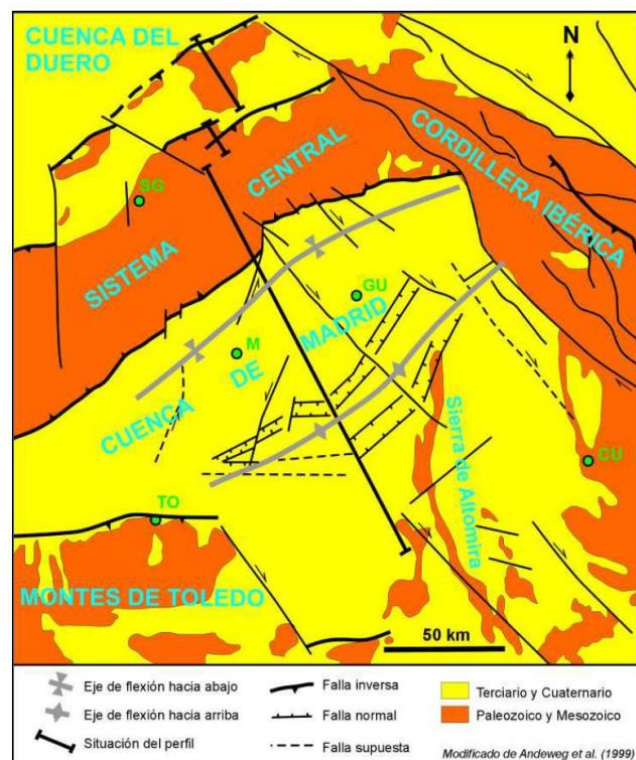 CUENCA DEL
DUERO
N
SG
SISTEMA
CENTRAL
CORDILLERA IBÉRICA
GU
M
CUENCA
DE
MADRID
Sierra de Altomira
CU
TO
MONTES DE TOLEDO
50 km
Eje de flexión hacia abajo
Eje de flexión hacia arriba
Situación del perfil
Falla inversa
Falla normal
Falla supuesta
Terciario y Cuaternario
Paleozoico y Mesozoico
Modificado de Andeweg et al. (1999)